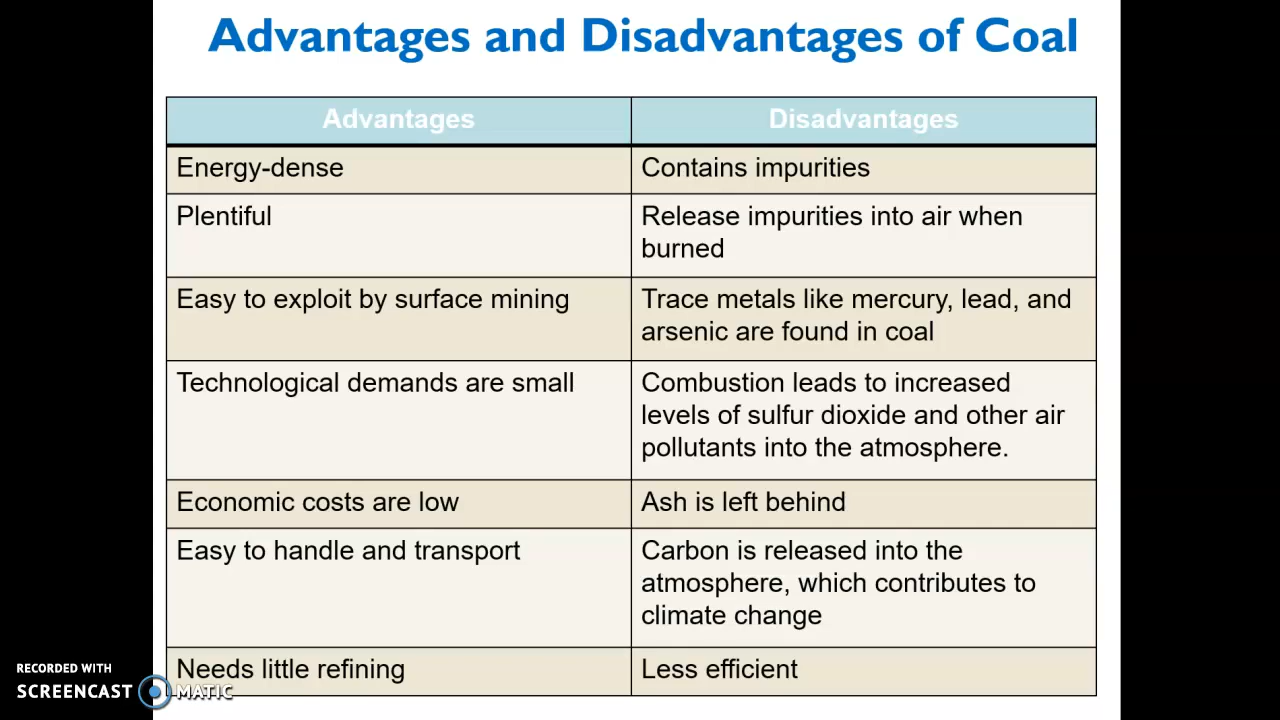 Advantages and Disadvantages of Coal
Advantages
Disadvantages
Energy-dense
Contains impurities
Plentiful
Release impurities into air when
burned
Easy to exploit by surface mining
Trace metals like mercury, lead, and
arsenic are found in coal
Technological demands are small
Combustion leads to increased
levels of sulfur dioxide and other air
pollutants into the atmosphere.
Economic costs are low
Ash is left behind
Easy to handle and transport
Carbon is released into the
atmosphere, which contributes to
climate change
Needs little refining
Less efficient
RECORDED WITH
SCREENCAST MATIC